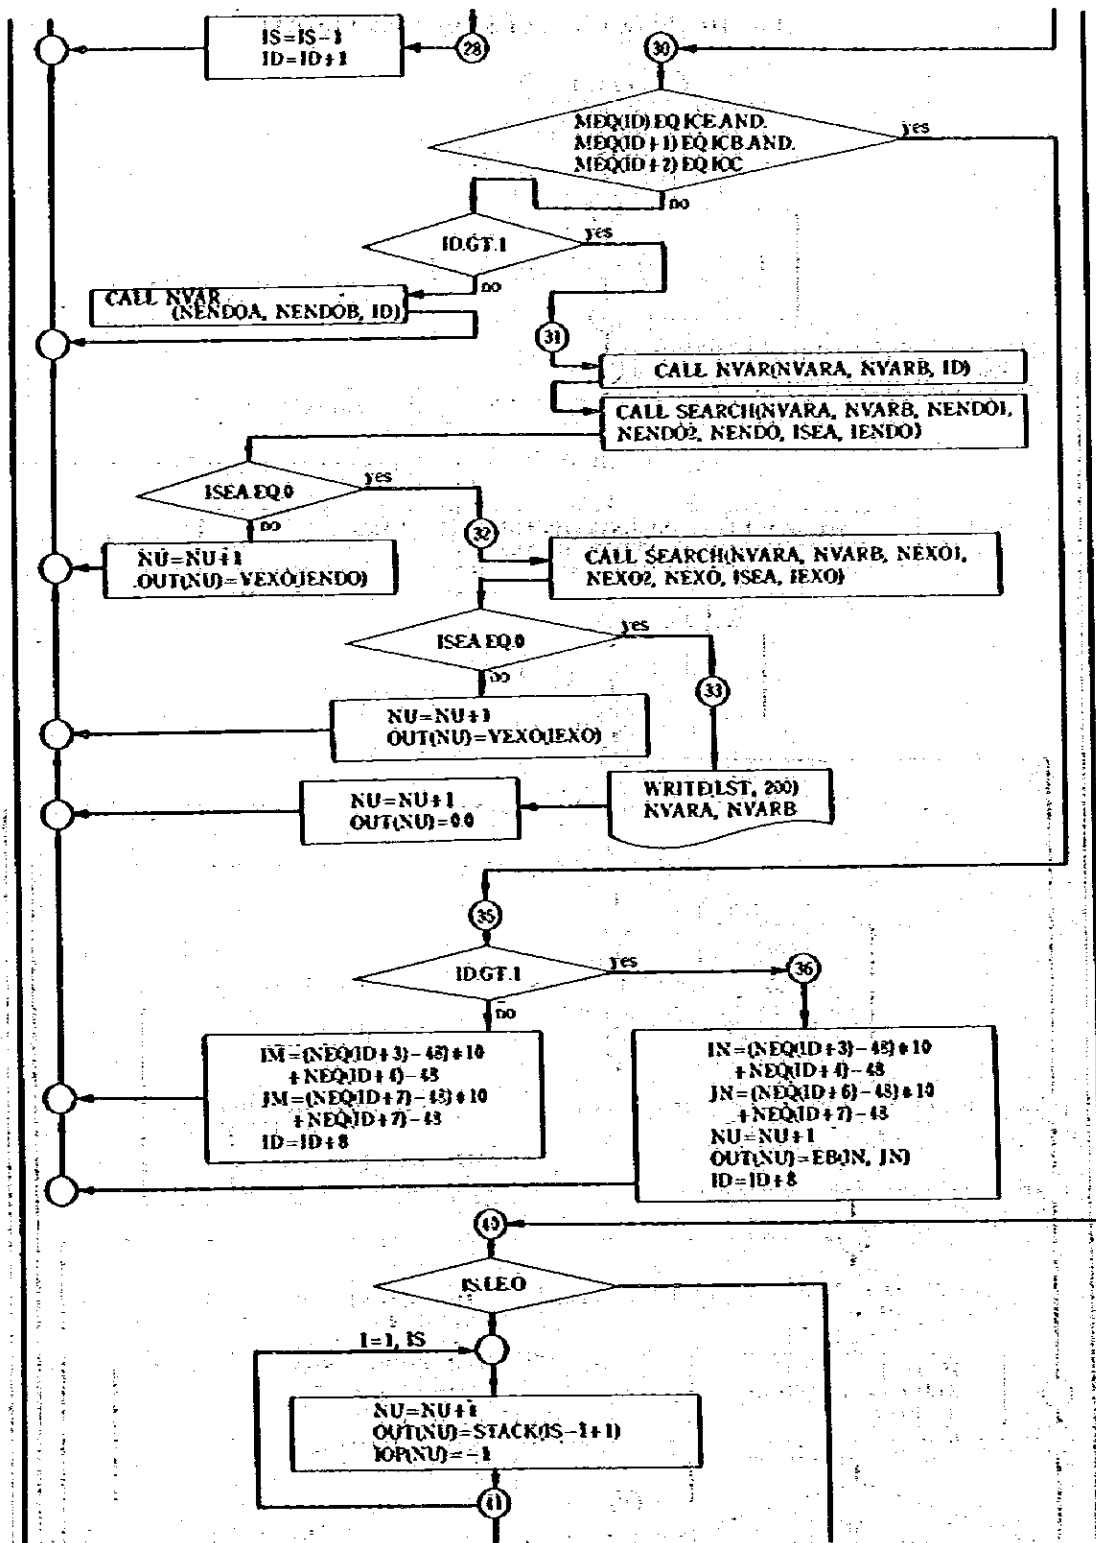 IS=IS-1
ID=ID+1
28
30
MEQ(ID) EQ ICE.AND.
MEQ(ID+1) EQ ICB.AND.
MEQ(ID+2) EQ ICC
yes
no
ID.GT.1
yes
no
CALL NVAR
(NENDOA, NENDOB, ID)
31
CALL NVAR(NVARA, NVARB, ID)
CALL SEARCH(NVARA, NVARB, NENDO1,
NENDO2, NENDO, ISEA, IENDO)
ISEA.EQ.0
yes
no
32
NU=NU+1
OUT(NU)=VEXO(IENDO)
CALL SEARCH(NVARA, NVARB, NEXO1,
NEXO2, NEXO, ISEA, IEXO)
ISEA.EQ.0
yes
no
33
NU=NU+1
OUT(NU)=VEXO(IEXO)
WRITE(LST, 200)
NVARA, NVARB
NU=NU+1
OUT(NU)=0.0
35
ID.GT.1
yes
36
no
IM=(NEQ(ID+3)-48)*10
+NEQ(ID+4)-48
JM=(NEQ(ID+7)-48)*10
+NEQ(ID+7)-48
ID=ID+8
IN=(NEQ(ID+3)-48)*10
+NEQ(ID+4)-48
JN=(NEQ(ID+6)-48)*10
+NEQ(ID+7)-48
NU=NU+1
OUT(NU)=EB(IN, JN)
ID=ID+8
40
IS.LE.0
I=1, IS
NU=NU+1
OUT(NU)=STACK(IS-I+1)
IOP(NU)=-1
41